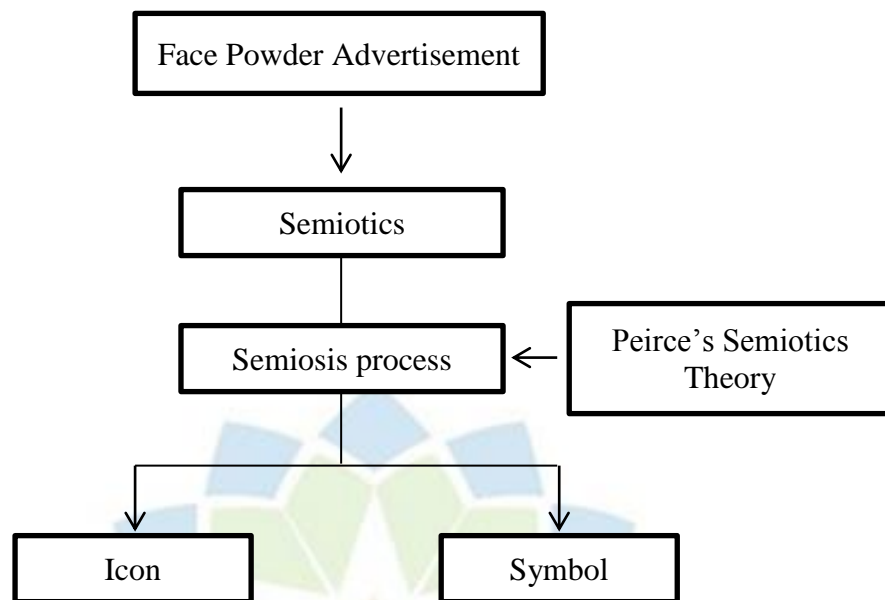 Face Powder Advertisement
Semiotics
Semiosis process
Peirce’s Semiotics
Theory
Icon
Symbol